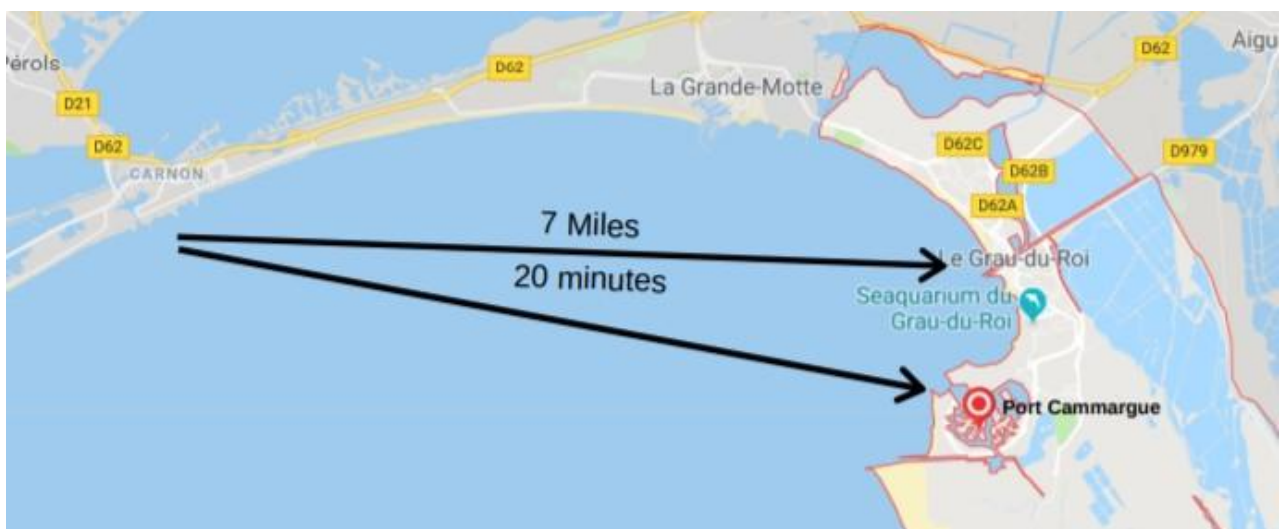 Pérols
D21
D62
CARNON
D62
La Grande-Motte
D62
Aigu
D62C
D62B
D979
D62A
7 Miles
20 minutes
Le Grau-du-Roi
Seaquarium du
Grau-du-Roi
Port Cammargue